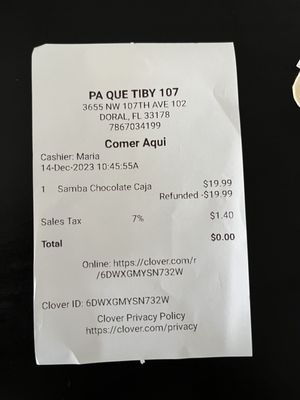 PA QUE TIBY 107
3655 NW 107TH AVE 102
DORAL, FL 33178
7867034199
Comer Aqui
Cashier: Maria
14-Dec-2023 10:45:55A
1 Samba Chocolate Caja $19.99
Refunded -$19.99
Sales Tax 7% $1.40
Total $0.00
Online: https://clover.com/r
/6DWXGMYSN732W
Clover ID: 6DWXGMYSN732W
Clover Privacy Policy
https://clover.com/privacy